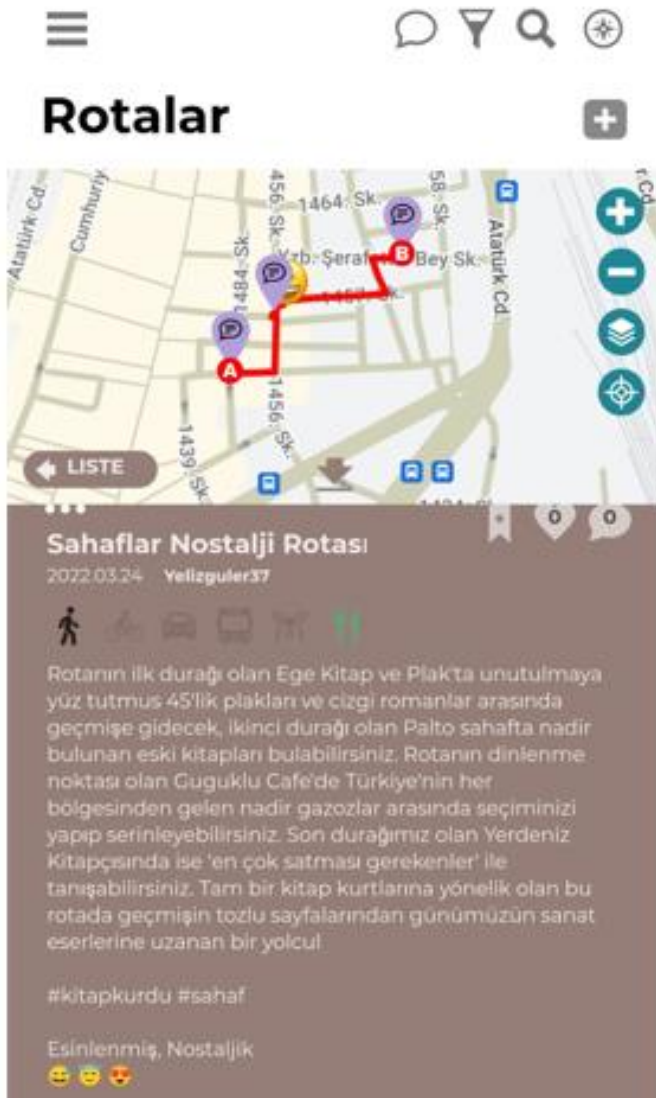 Rotalar
Atatürk Cd.
Cumhuriy
456. Sk.
1464. Sk.
58. Sk.
r Cd
1484. Sk.
Yzb. Şeraf
Bey Sk.
Atatürk Cd.
B
A
1456. Sk.
1439. Sk.
LISTE
Sahaflar Nostalji Rotası
0 0
2022.03.24 Yelizguler37
Rotanın ilk durağı olan Ege Kitap ve Plak'ta unutulmaya
yüz tutmus 45'lik plakları ve cizgi romanlar arasında
geçmişe gidecek, ikinci durağı olan Palto sahafta nadir
bulunan eski kitapları bulabilirsiniz. Rotanın dinlenme
noktası olan Guguklu Cafe'de Türkiye'nin her
bölgesinden gelen nadir gazozlar arasında seçiminizi
yapıp serinleyebilirsiniz. Son durağımız olan Yerdeniz
Kitapçısında ise 'en çok satması gerekenler' ile
tanışabilirsiniz. Tam bir kitap kurtlarına yönelik olan bu
rotada geçmişin tozlu sayfalarından günümüzün sanat
eserlerine uzanan bir yolcul
#kitapkurdu #sahaf
Esinlenmiş, Nostaljik